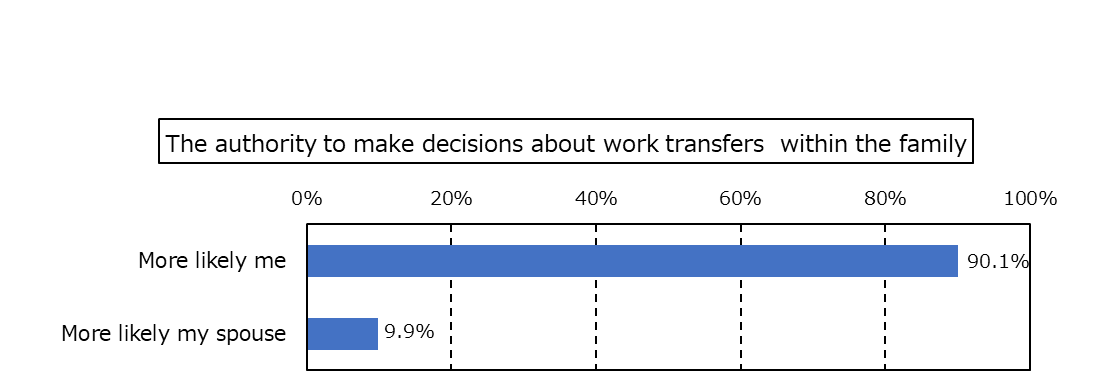 The authority to make decisions about work transfers  within the family
0% 20% 40% 60% 80% 100%
More likely me 90.1%
More likely my spouse 9.9%